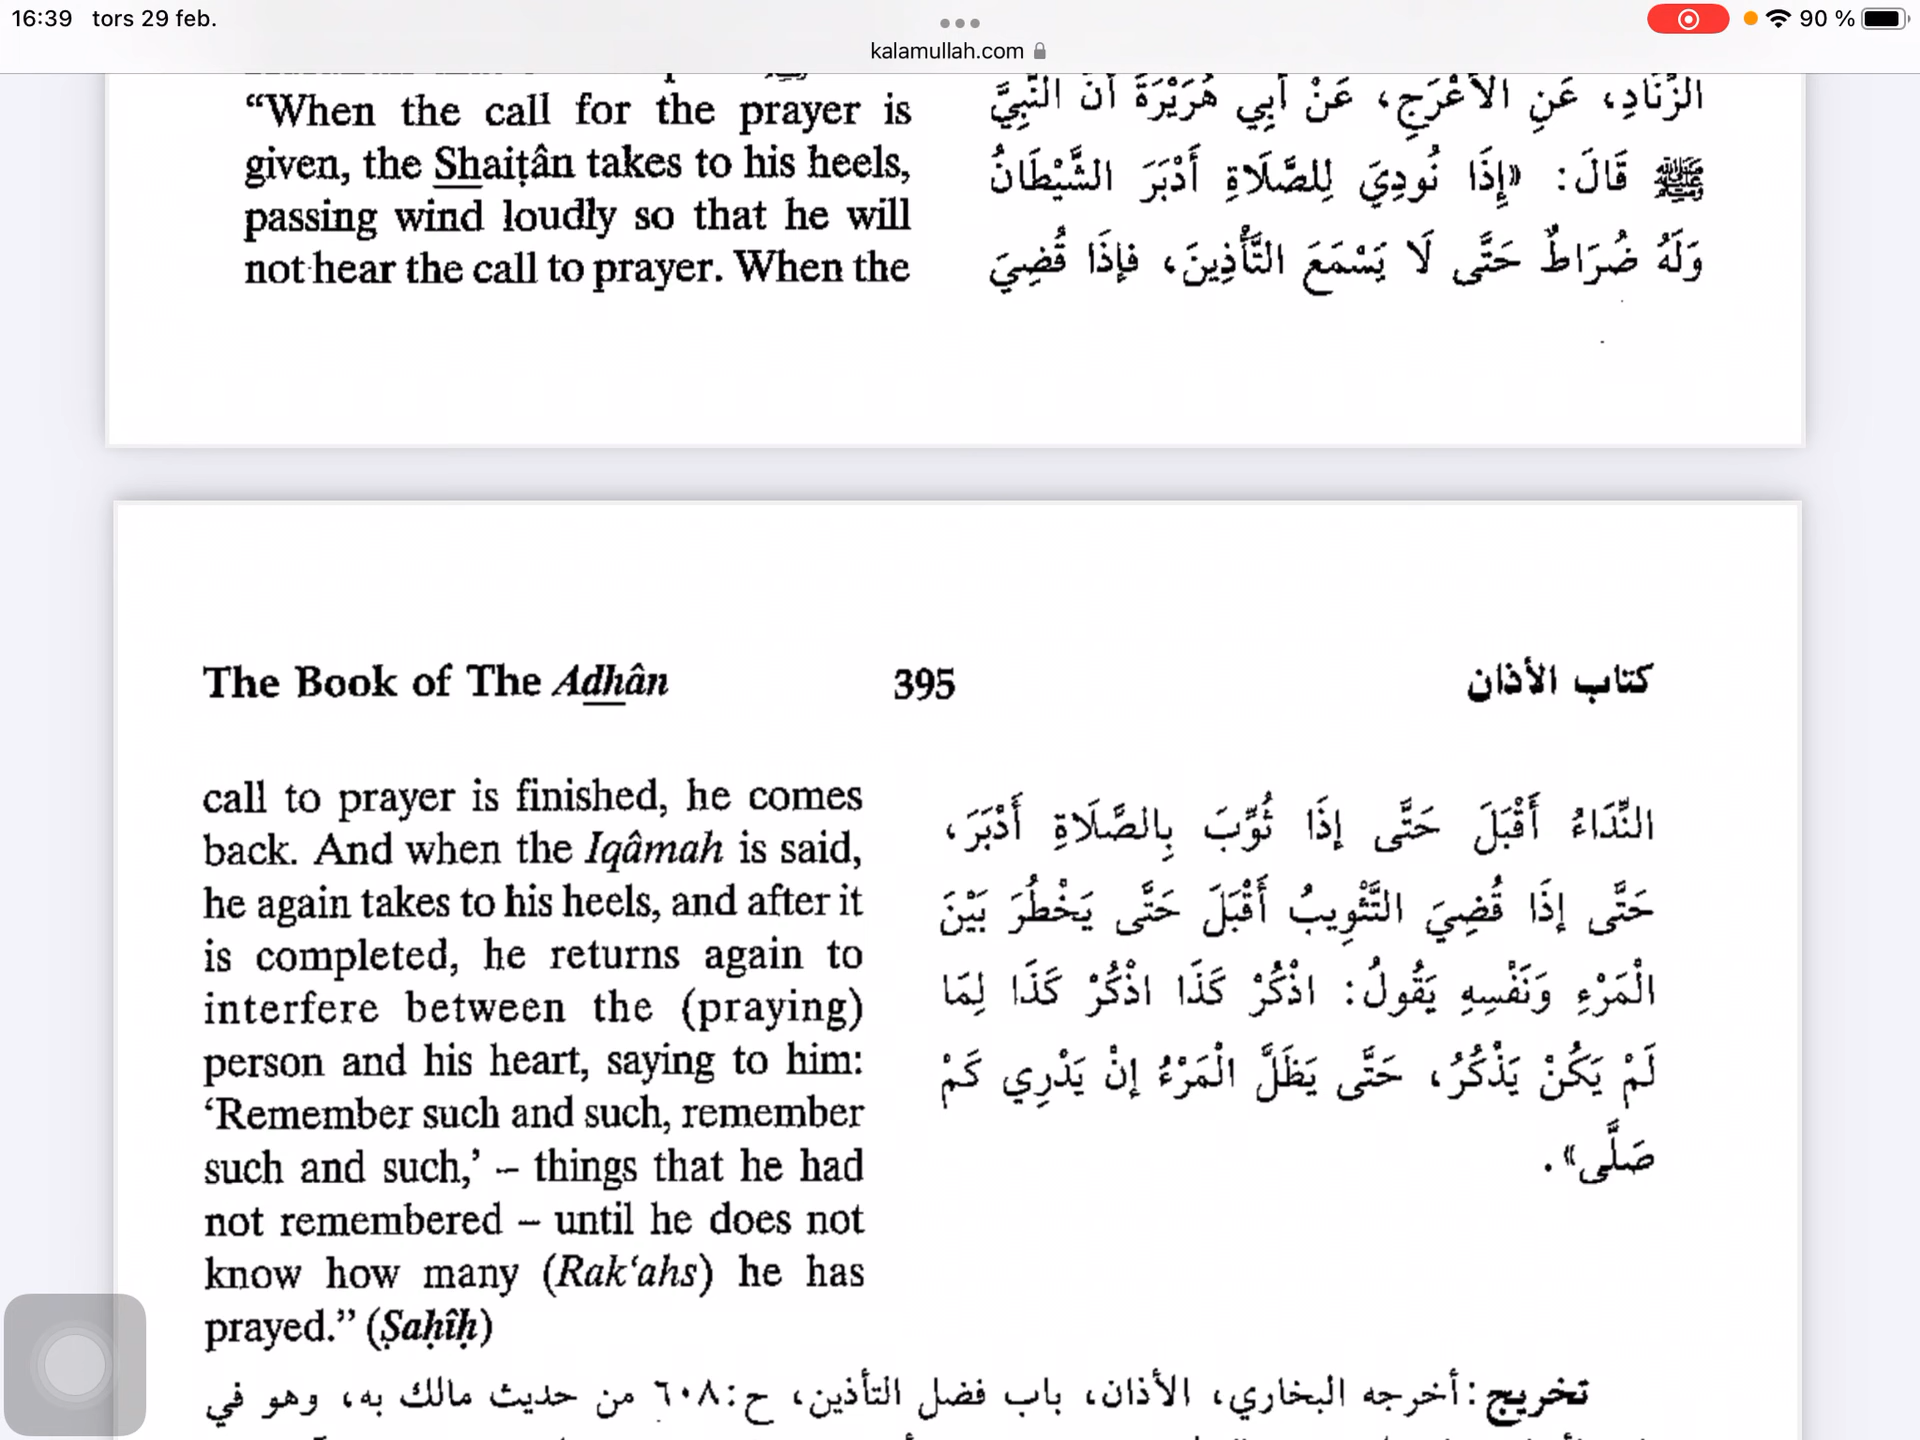 16:39 tors 29 feb.
90 %
kalamullah.com
“When the call for the prayer is
given, the Shaiṭân takes to his heels,
passing wind loudly so that he will
not hear the call to prayer. When the
الزِّنَادِ، عَنِ الْأَعْرَجِ، عَنْ أَبِي هُرَيْرَةَ أَنَّ النَّبِيَّ
ﷺ قَالَ: «إِذَا نُودِيَ لِلصَّلَاةِ أَدْبَرَ الشَّيْطَانُ
وَلَهُ ضُرَاطٌ حَتَّى لَا يَسْمَعَ التَّأْذِينَ، فَإِذَا قُضِيَ
The Book of The Adhân 395 كتاب الأذان
call to prayer is finished, he comes
back. And when the Iqâmah is said,
he again takes to his heels, and after it
is completed, he returns again to
interfere between the (praying)
person and his heart, saying to him:
‘Remember such and such, remember
such and such,’ – things that he had
not remembered – until he does not
know how many (Rak‘ahs) he has
prayed.” (Ṣaḥîḥ)
النِّدَاءُ أَقْبَلَ حَتَّى إِذَا ثُوِّبَ بِالصَّلَاةِ أَدْبَرَ،
حَتَّى إِذَا قُضِيَ التَّثْوِيبُ أَقْبَلَ حَتَّى يَخْطُرَ بَيْنَ
الْمَرْءِ وَنَفْسِهِ يَقُولُ: اذْكُرْ كَذَا اذْكُرْ كَذَا لِمَا
لَمْ يَكُنْ يَذْكُرُ، حَتَّى يَظَلَّ الْمَرْءُ إِنْ يَدْرِي كَمْ
صَلَّى».
تخريج: أخرجه البخاري، الأذان، باب فضل التأذين، ح:٦٠٨ من حديث مالك به، وهو في